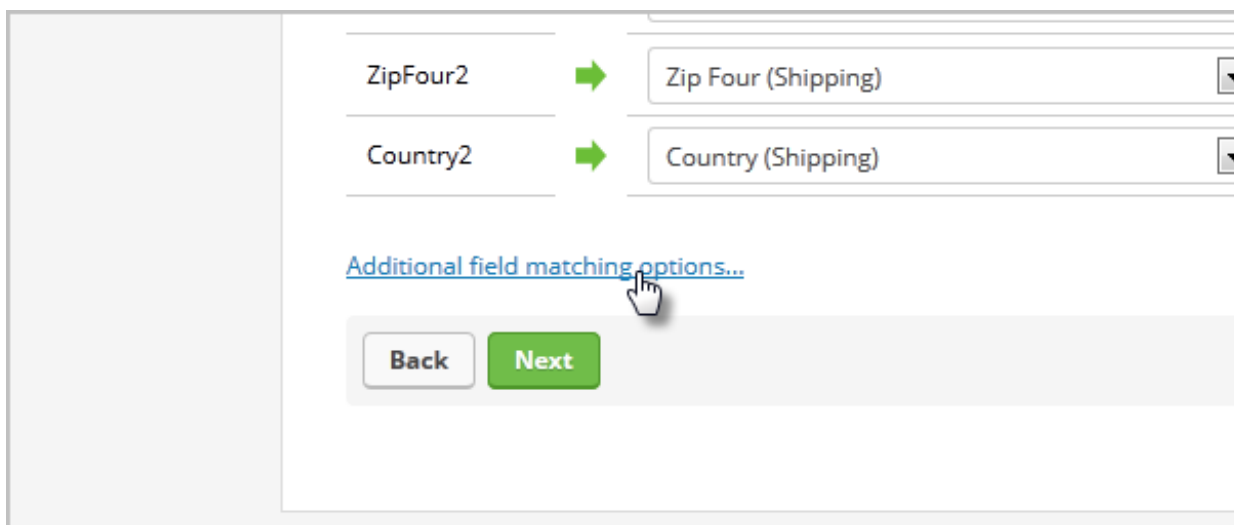 ZipFour2 Zip Four (Shipping)
Country2 Country (Shipping)
Additional field matching options...
Back Next